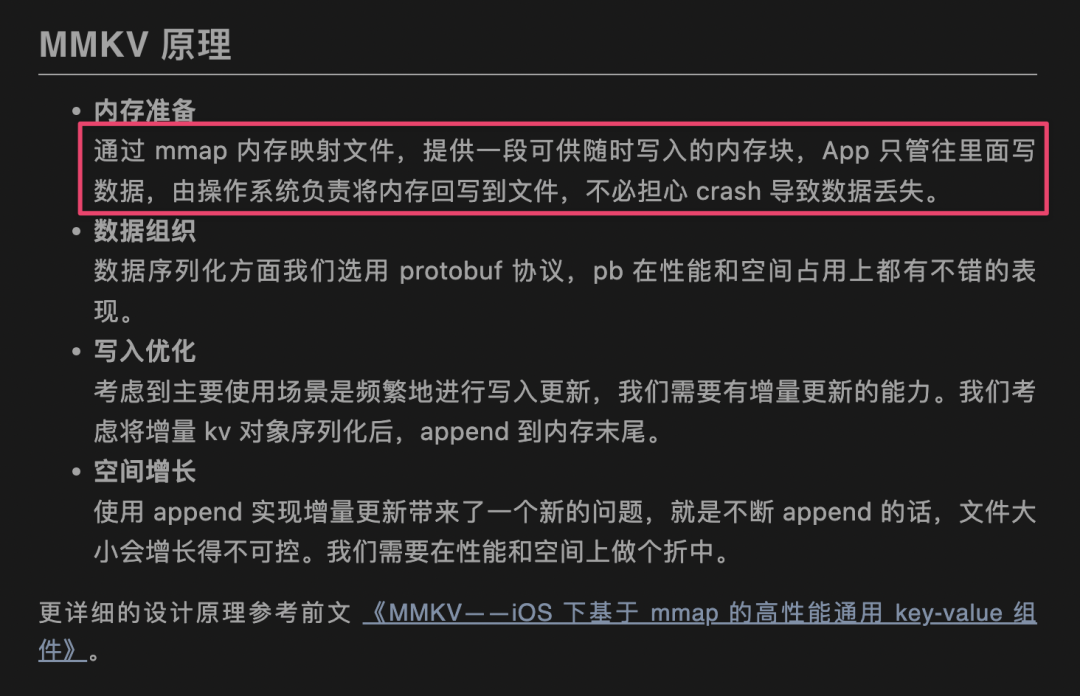 MMKV 原理
• 内存准备
通过 mmap 内存映射文件，提供一段可供随时写入的内存块，App 只管往里面写
数据，由操作系统负责将内存回写到文件，不必担心 crash 导致数据丢失。
• 数据组织
数据序列化方面我们选用 protobuf 协议，pb 在性能和空间占用上都有不错的表
现。
• 写入优化
考虑到主要使用场景是频繁地进行写入更新，我们需要有增量更新的能力。我们考
虑将增量 kv 对象序列化后，append 到内存末尾。
• 空间增长
使用 append 实现增量更新带来了一个新的问题，就是不断 append 的话，文件大
小会增长得不可控。我们需要在性能和空间上做个折中。
更详细的设计原理参考前文 《MMKV——iOS 下基于 mmap 的高性能通用 key-value 组
件》。